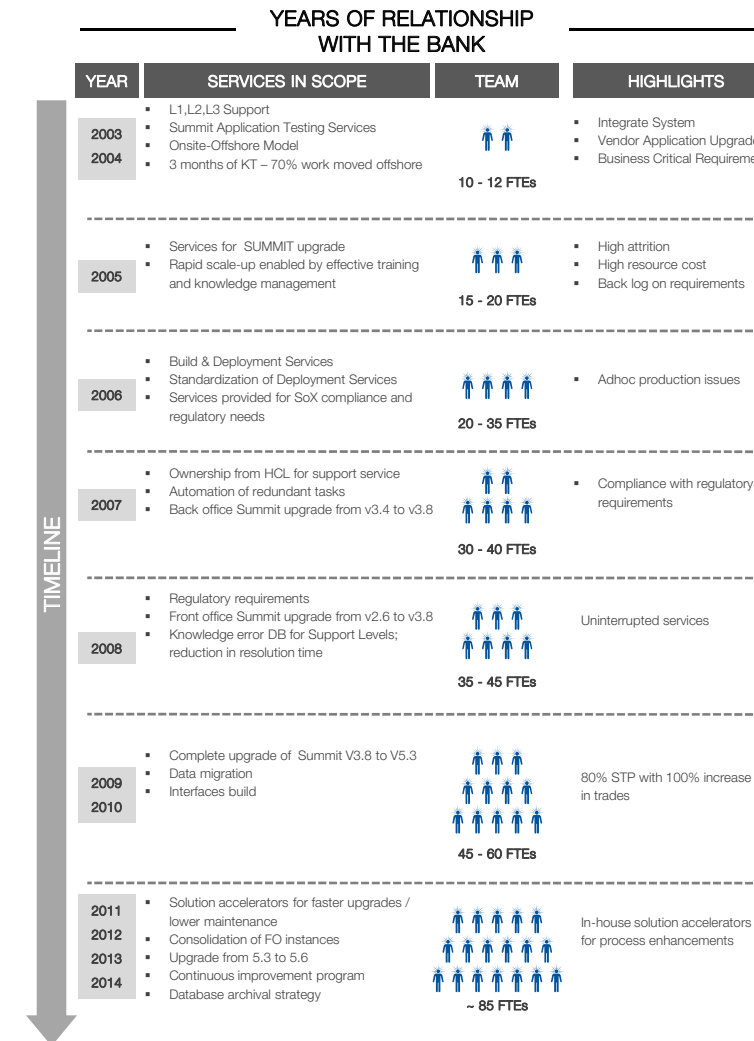 YEARS OF RELATIONSHIP
WITH THE BANK
YEAR
SERVICES IN SCOPE
TEAM
HIGHLIGHTS
TIMELINE
2003
2004
▪ L1,L2,L3 Support
▪ Summit Application Testing Services
▪ Onsite-Offshore Model
▪ 3 months of KT – 70% work moved offshore
10 - 12 FTEs
▪ Integrate System
▪ Vendor Application
▪ Business Critical
2005
▪ Services for SUMMIT upgrade
▪ Rapid scale-up enabled by effective training
and knowledge management
15 - 20 FTEs
▪ High attrition
▪ High resource cost
▪ Back log on requirements
2006
▪ Build & Deployment Services
▪ Standardization of Deployment Services
▪ Services provided for SoX compliance and
regulatory needs
20 - 35 FTEs
▪ Adhoc production issues
2007
▪ Ownership from HCL for support service
▪ Automation of redundant tasks
▪ Back office Summit upgrade from v3.4 to v3.8
30 - 40 FTEs
▪ Compliance with regulatory
requirements
2008
▪ Regulatory requirements
▪ Front office Summit upgrade from v2.6 to v3.8
▪ Knowledge error DB for Support Levels;
reduction in resolution time
35 - 45 FTEs
Uninterrupted services
2009
2010
▪ Complete upgrade of Summit V3.8 to V5.3
▪ Data migration
▪ Interfaces build
45 - 60 FTEs
80% STP with 100% increase
in trades
2011
2012
2013
2014
▪ Solution accelerators for faster upgrades /
lower maintenance
▪ Consolidation of FO instances
▪ Upgrade from 5.3 to 5.6
▪ Continuous improvement program
▪ Database archival strategy
~ 85 FTEs
In-house solution accelerators
for process enhancements